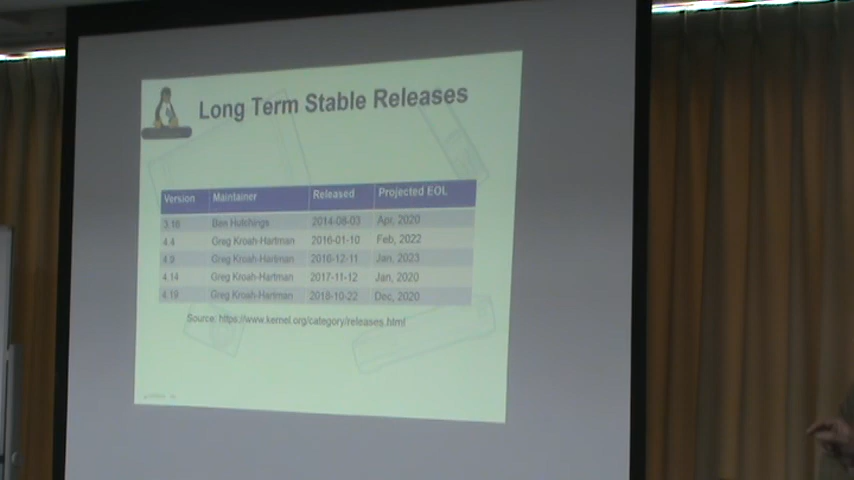 Long Term Stable Releases
Version Maintainer Released Projected EOL
3.16 Ben Hutchings 2014-08-03 Apr, 2020
4.4 Greg Kroah-Hartman 2016-01-10 Feb, 2022
4.9 Greg Kroah-Hartman 2016-12-11 Jan, 2023
4.14 Greg Kroah-Hartman 2017-11-12 Jan, 2020
4.19 Greg Kroah-Hartman 2018-10-22 Dec, 2020
Source: https://www.kernel.org/category/releases.html